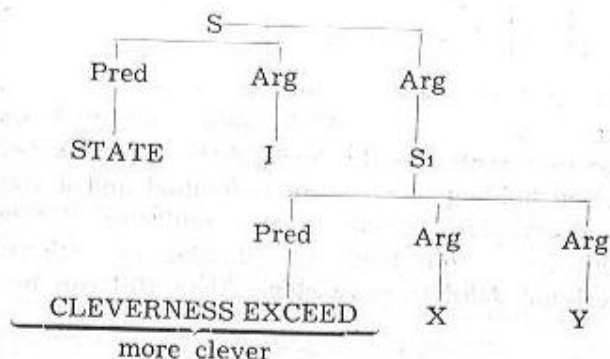 S
Pred Arg Arg
STATE I S1
Pred Arg Arg
CLEVERNESS EXCEED X Y
more clever